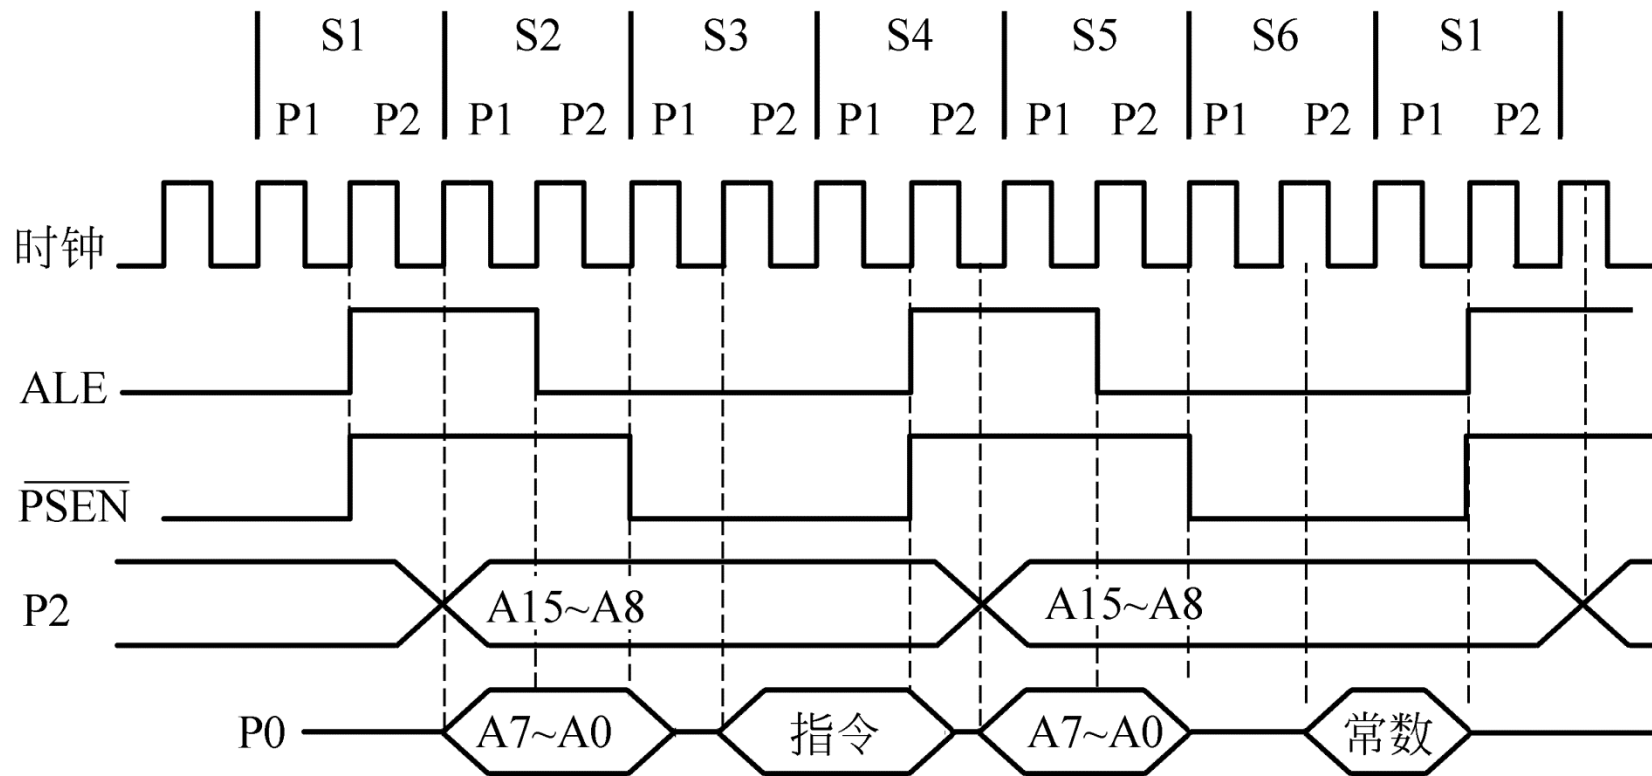 S1 S2 S3 S4 S5 S6 S1
P1 P2 P1 P2 P1 P2 P1 P2 P1 P2 P1 P2 P1 P2
时钟
ALE
P̅S̅E̅N̅
P2 A15~A8 A15~A8
P0 A7~A0 指令 A7~A0 常数